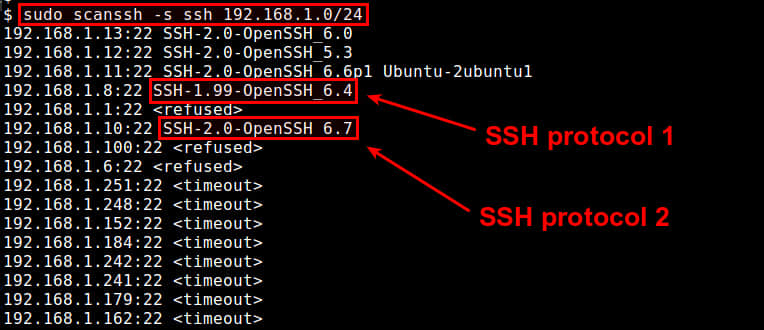 $ sudo scanssh -s ssh 192.168.1.0/24
192.168.1.13:22 SSH-2.0-OpenSSH_6.0
192.168.1.12:22 SSH-2.0-OpenSSH_5.3
192.168.1.11:22 SSH-2.0-OpenSSH_6.6p1 Ubuntu-2ubuntu1
192.168.1.8:22 SSH-1.99-OpenSSH_6.4
192.168.1.1:22 <refused>
192.168.1.10:22 SSH-2.0-OpenSSH 6.7
SSH protocol 1
192.168.1.100:22 <refused>
192.168.1.6:22 <refused>
192.168.1.251:22 <timeout>
192.168.1.248:22 <timeout>
SSH protocol 2
192.168.1.152:22 <timeout>
192.168.1.184:22 <timeout>
192.168.1.242:22 <timeout>
192.168.1.241:22 <timeout>
192.168.1.179:22 <timeout>
192.168.1.162:22 <timeout>